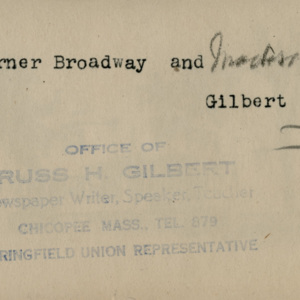 rner Broadway and
Gilbert
OFFICE OF
RUSS H. GILBERT
wspaper Writer, Speaker, Teacher
CHICOPEE MASS., TEL. 879
RINGFIELD UNION REPRESENTATIVE